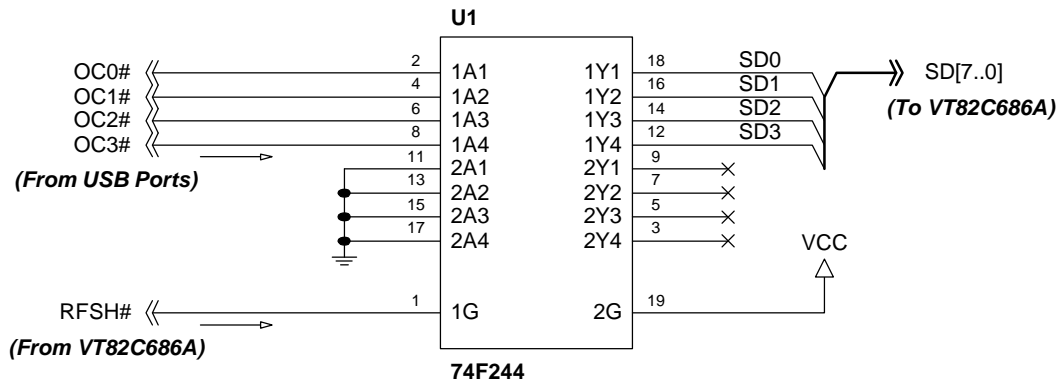 U1
OC0# 2 1A1 1Y1 18 SD0 SD[7..0]
OC1# 4 1A2 1Y2 16 SD1 (To VT82C686A)
OC2# 6 1A3 1Y3 14 SD2
OC3# 8 1A4 1Y4 12 SD3
(From USB Ports) 11 2A1 2Y1 9
13 2A2 2Y2 7
15 2A3 2Y3 5
17 2A4 2Y4 3
VCC
RFSH# 1 1G 2G 19
(From VT82C686A)
74F244